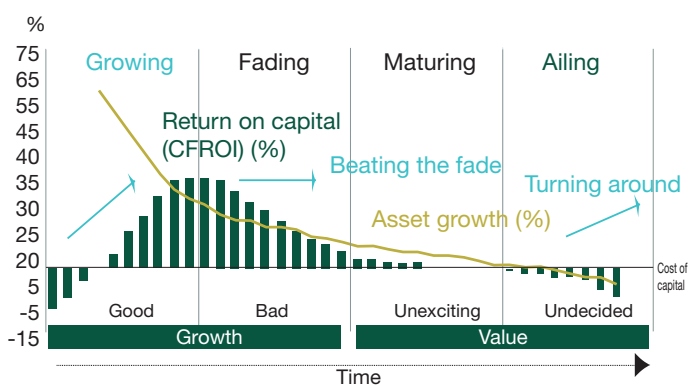 %
75
65
55
45
40
35
30
25
20
5
-5
-15
Growing
Fading
Maturing
Ailing
Return on capital
(CFROI) (%)
Beating the fade
Turning around
Asset growth (%)
Cost of
capital
Good
Bad
Unexciting
Undecided
Growth
Value
Time